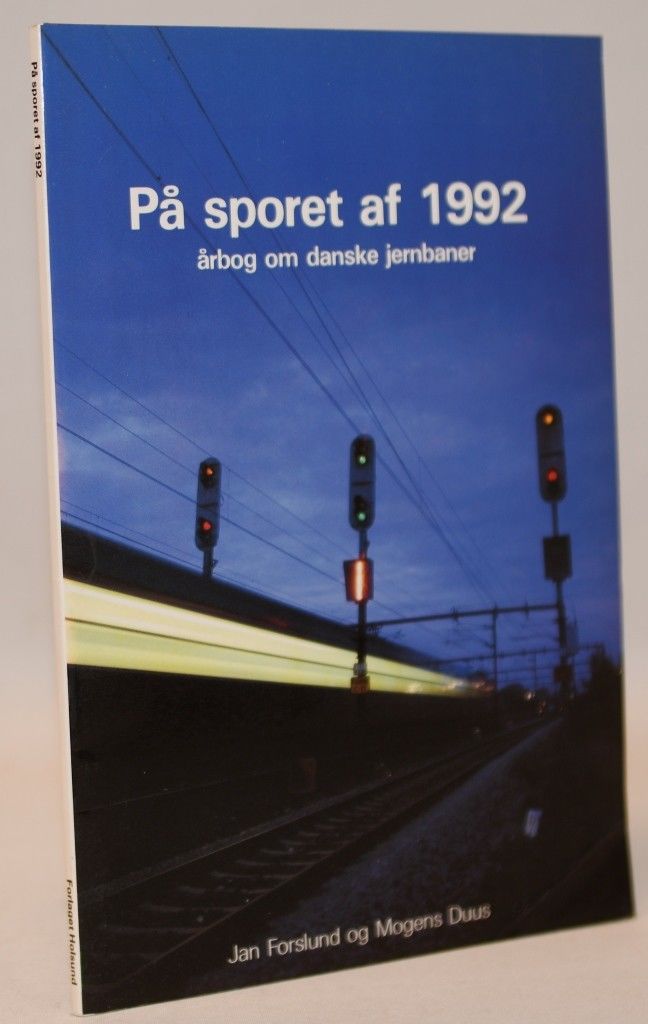 På sporet af 1992
årbog om danske jernbaner
Jan Forslund og Mogens Duus
På sporet af 1992
Forlaget Holsund